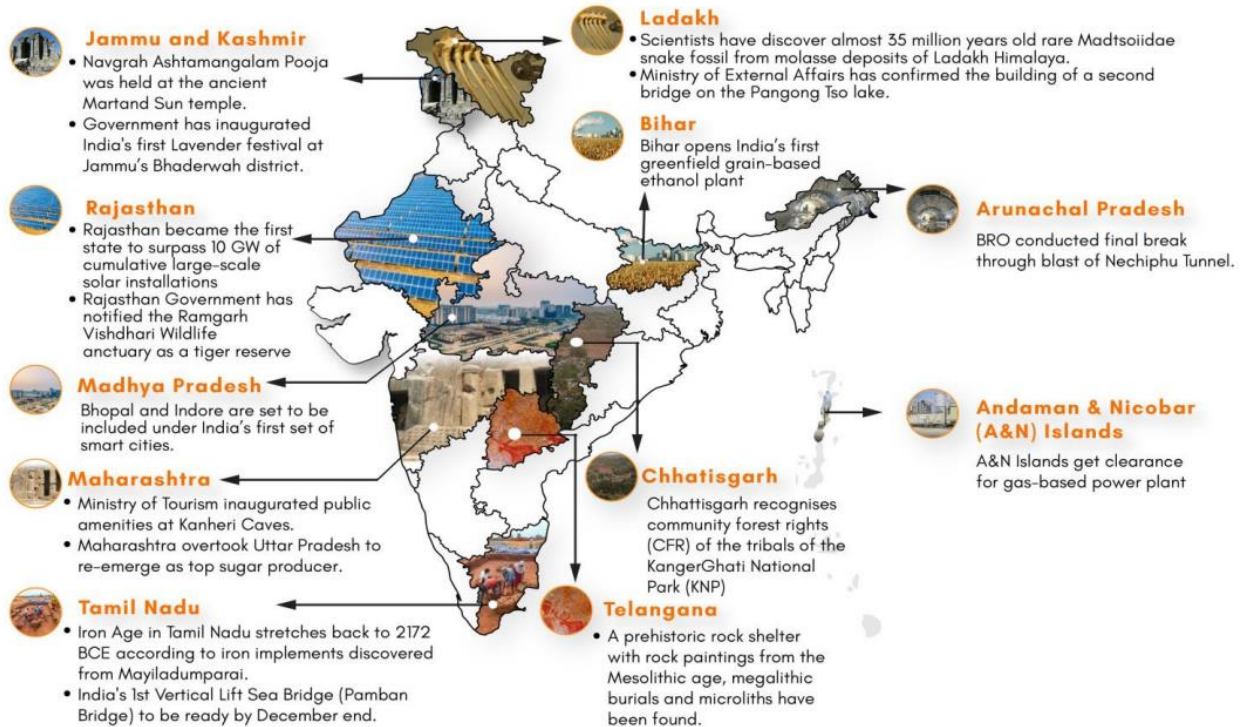 Jammu and Kashmir
• Navgrah Ashtamangalam Pooja
was held at the ancient
Martand Sun temple.
• Government has inaugurated
India's first Lavender festival at
Jammu's Bhaderwah district.
Ladakh
• Scientists have discover almost 35 million years old rare Madtsoiidae
snake fossil from molasse deposits of Ladakh Himalaya.
• Ministry of External Affairs has confirmed the building of a second
bridge on the Pangong Tso lake.
Bihar
Bihar opens India's first
greenfield grain-based
ethanol plant
Rajasthan
• Rajasthan became the first
state to surpass 10 GW of
cumulative large-scale
solar installations
• Rajasthan Government has
notified the Ramgarh
Vishdhari Wildlife
anctuary as a tiger reserve
Arunachal Pradesh
BRO conducted final break
through blast of Nechiphu Tunnel.
Madhya Pradesh
Bhopal and Indore are set to be
included under India's first set of
smart cities.
Andaman & Nicobar
(A&N) Islands
A&N Islands get clearance
for gas-based power plant
Maharashtra
• Ministry of Tourism inaugurated public
amenities at Kanheri Caves.
• Maharashtra overtook Uttar Pradesh to
re-emerge as top sugar producer.
Chhatisgarh
Chhattisgarh recognises
community forest rights
(CFR) of the tribals of the
KangerGhati National
Park (KNP)
Tamil Nadu
• Iron Age in Tamil Nadu stretches back to 2172
BCE according to iron implements discovered
from Mayiladumparai.
• India's 1st Vertical Lift Sea Bridge (Pamban
Bridge) to be ready by December end.
Telangana
• A prehistoric rock shelter
with rock paintings from the
Mesolithic age, megalithic
burials and microliths have
been found.